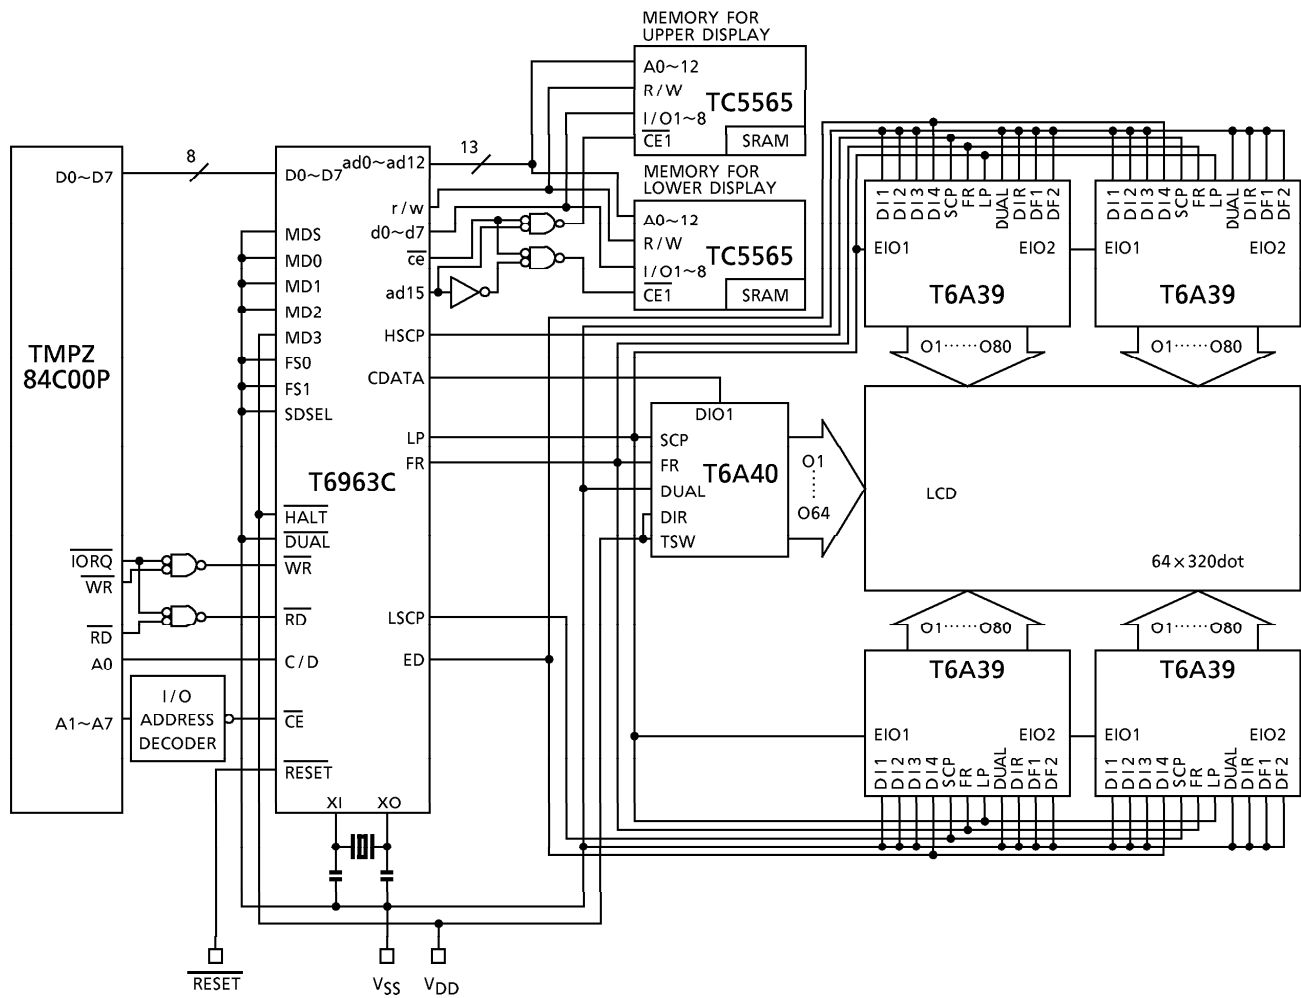 MEMORY FOR
UPPER DISPLAY
A0~12
R/W
TC5565
I/O1~8
CE1
SRAM
MEMORY FOR
LOWER DISPLAY
A0~12
R/W
TC5565
I/O1~8
CE1
SRAM
TMPZ
84C00P
D0~D7
IORQ
WR
RD
A0
A1~A7
8
I/O
ADDRESS
DECODER
T6963C
D0~D7
MDS
MD0
MD1
MD2
MD3
FS0
FS1
SDSEL
HALT
DUAL
WR
RD
C/D
CE
RESET
XI
XO
ad0~ad12
r/w
d0~d7
ce
ad15
HSCP
CDATA
LP
FR
LSCP
ED
13
DIO1
SCP
FR
DUAL
DIR
TSW
T6A40
O1
O64
DI1
DI2
DI3
DI4
SCP
FR
LP
DUAL
DIR
DF1
DF2
EIO1
EIO2
T6A39
O1······O80
DI1
DI2
DI3
DI4
SCP
FR
LP
DUAL
DIR
DF1
DF2
EIO1
EIO2
T6A39
O1······O80
LCD
64×320dot
O1······O80
T6A39
EIO1
EIO2
DI1
DI2
DI3
DI4
SCP
FR
LP
DUAL
DIR
DF1
DF2
O1······O80
T6A39
EIO1
EIO2
DI1
DI2
DI3
DI4
SCP
FR
LP
DUAL
DIR
DF1
DF2
RESET
VSS
VDD